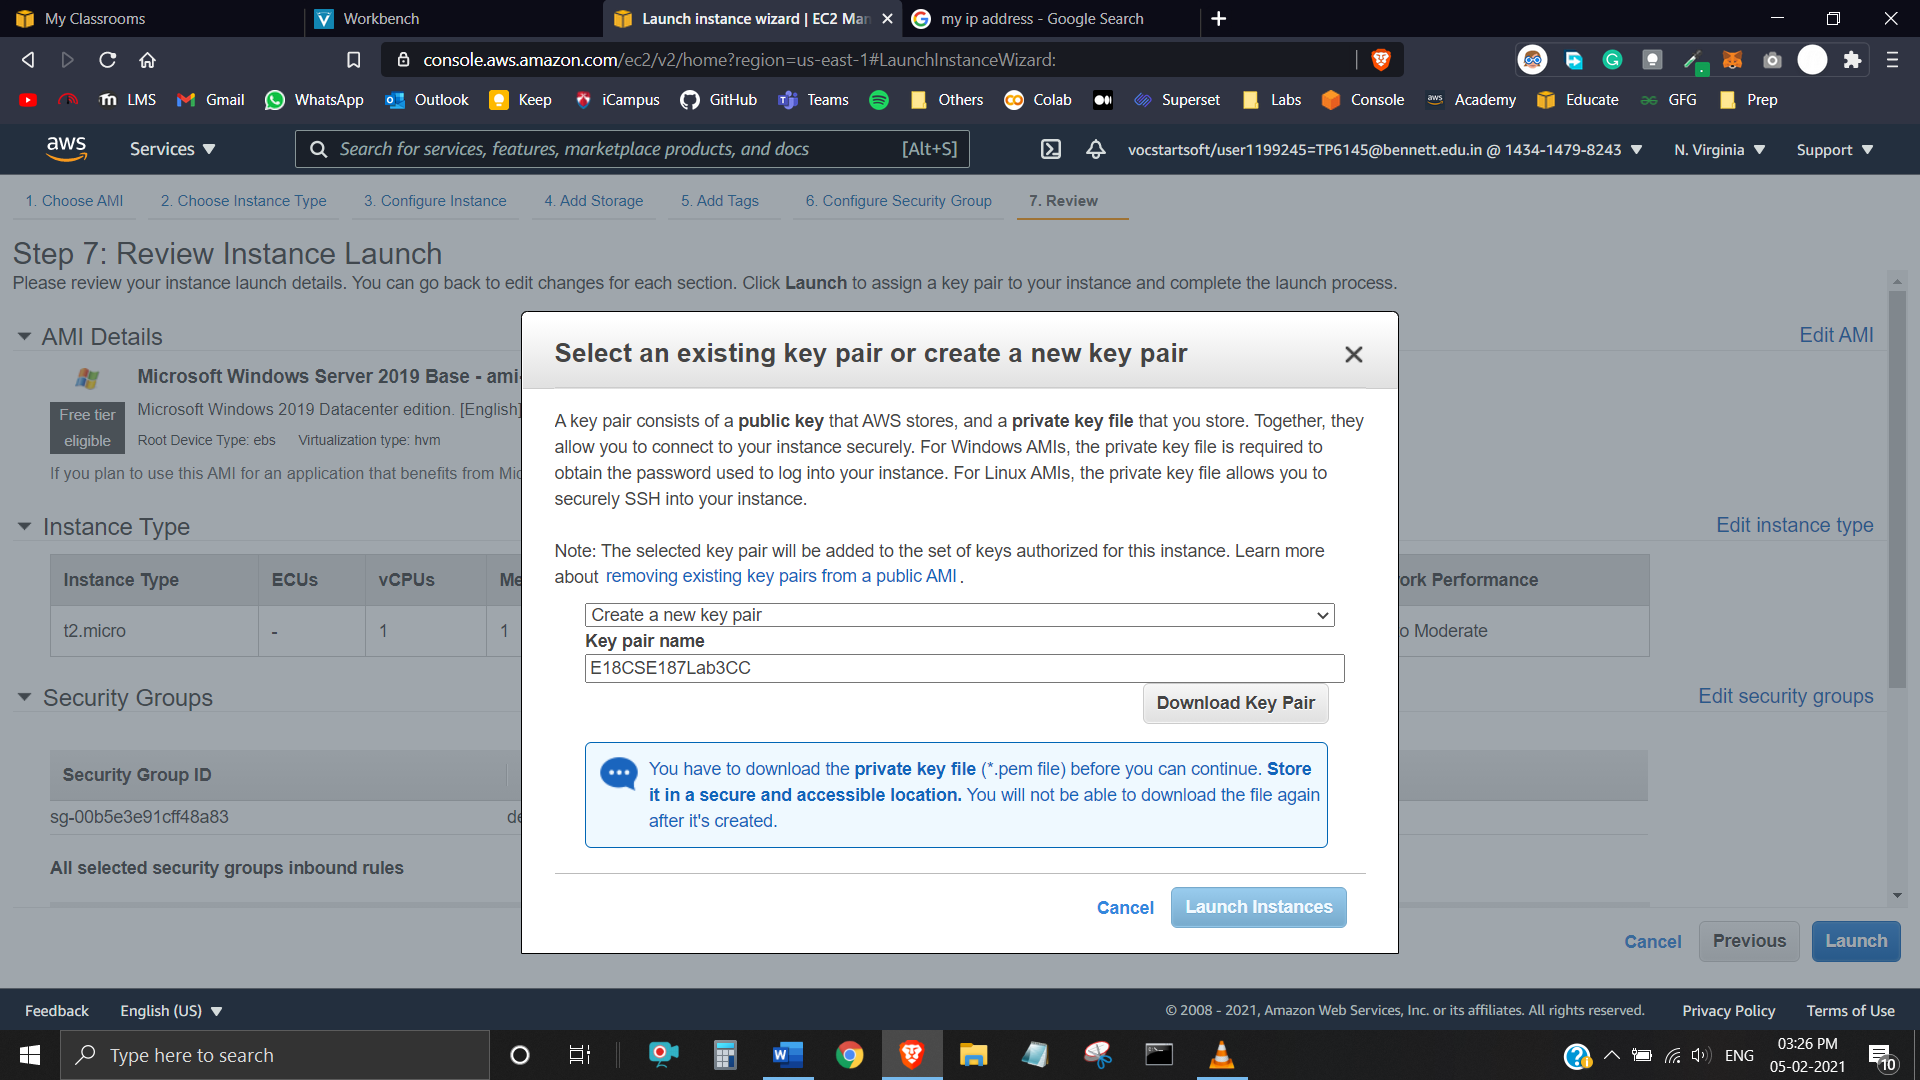 My Classrooms
Workbench
Launch instance wizard | EC2 Man
my ip address - Google Search
console.aws.amazon.com/ec2/v2/home?region=us-east-1#LaunchInstanceWizard:
LMS
Gmail
WhatsApp
Outlook
Keep
iCampus
GitHub
Teams
Others
Colab
Superset
Labs
Console
aws
Academy
Educate
GFG
Prep
aws
Services
Search for services, features, marketplace products, and docs
[Alt+S]
vocstartsoft/user1199245=TP6145@bennett.edu.in @ 1434-1479-8243
N. Virginia
Support
1. Choose AMI
2. Choose Instance Type
3. Configure Instance
4. Add Storage
5. Add Tags
6. Configure Security Group
7. Review
Step 7: Review Instance Launch
Please review your instance launch details. You can go back to edit changes for each section. Click Launch to assign a key pair to your instance and complete the launch process.
AMI Details
Edit AMI
Microsoft Windows Server 2019 Base - ami-
Free tier
eligible
Microsoft Windows 2019 Datacenter edition. [English]
Root Device Type: ebs
Virtualization type: hvm
If you plan to use this AMI for an application that benefits from Mic
Instance Type
Edit instance type
Instance Type
ECUs
vCPUs
Me
ork Performance
t2.micro
-
1
1
o Moderate
Security Groups
Edit security groups
Security Group ID
sg-00b5e3e91cff48a83
de
All selected security groups inbound rules
Select an existing key pair or create a new key pair
A key pair consists of a public key that AWS stores, and a private key file that you store. Together, they
allow you to connect to your instance securely. For Windows AMIs, the private key file is required to
obtain the password used to log into your instance. For Linux AMIs, the private key file allows you to
securely SSH into your instance.
Note: The selected key pair will be added to the set of keys authorized for this instance. Learn more
about removing existing key pairs from a public AMI.
Create a new key pair
Key pair name
E18CSE187Lab3CC
Download Key Pair
You have to download the private key file (*.pem file) before you can continue. Store
it in a secure and accessible location. You will not be able to download the file again
after it's created.
Cancel
Launch Instances
Cancel
Previous
Launch
Feedback
English (US)
© 2008 - 2021, Amazon Web Services, Inc. or its affiliates. All rights reserved.
Privacy Policy
Terms of Use
Type here to search
ENG
03:26 PM
05-02-2021
10